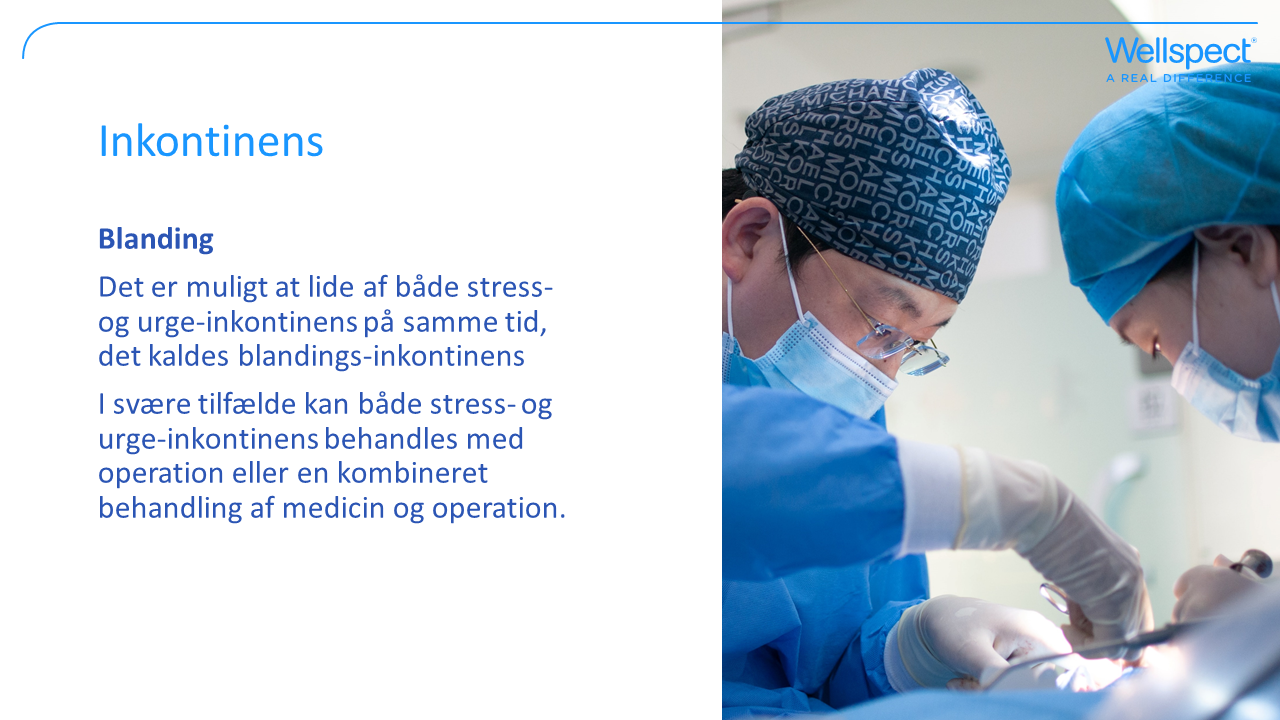 Wellspect®
A REAL DIFFERENCE
Inkontinens
Blanding
Det er muligt at lide af både stress-
og urge-inkontinens på samme tid,
det kaldes blandings-inkontinens
I svære tilfælde kan både stress- og
urge-inkontinens behandles med
operation eller en kombineret
behandling af medicin og operation.
MICHAEL KORS